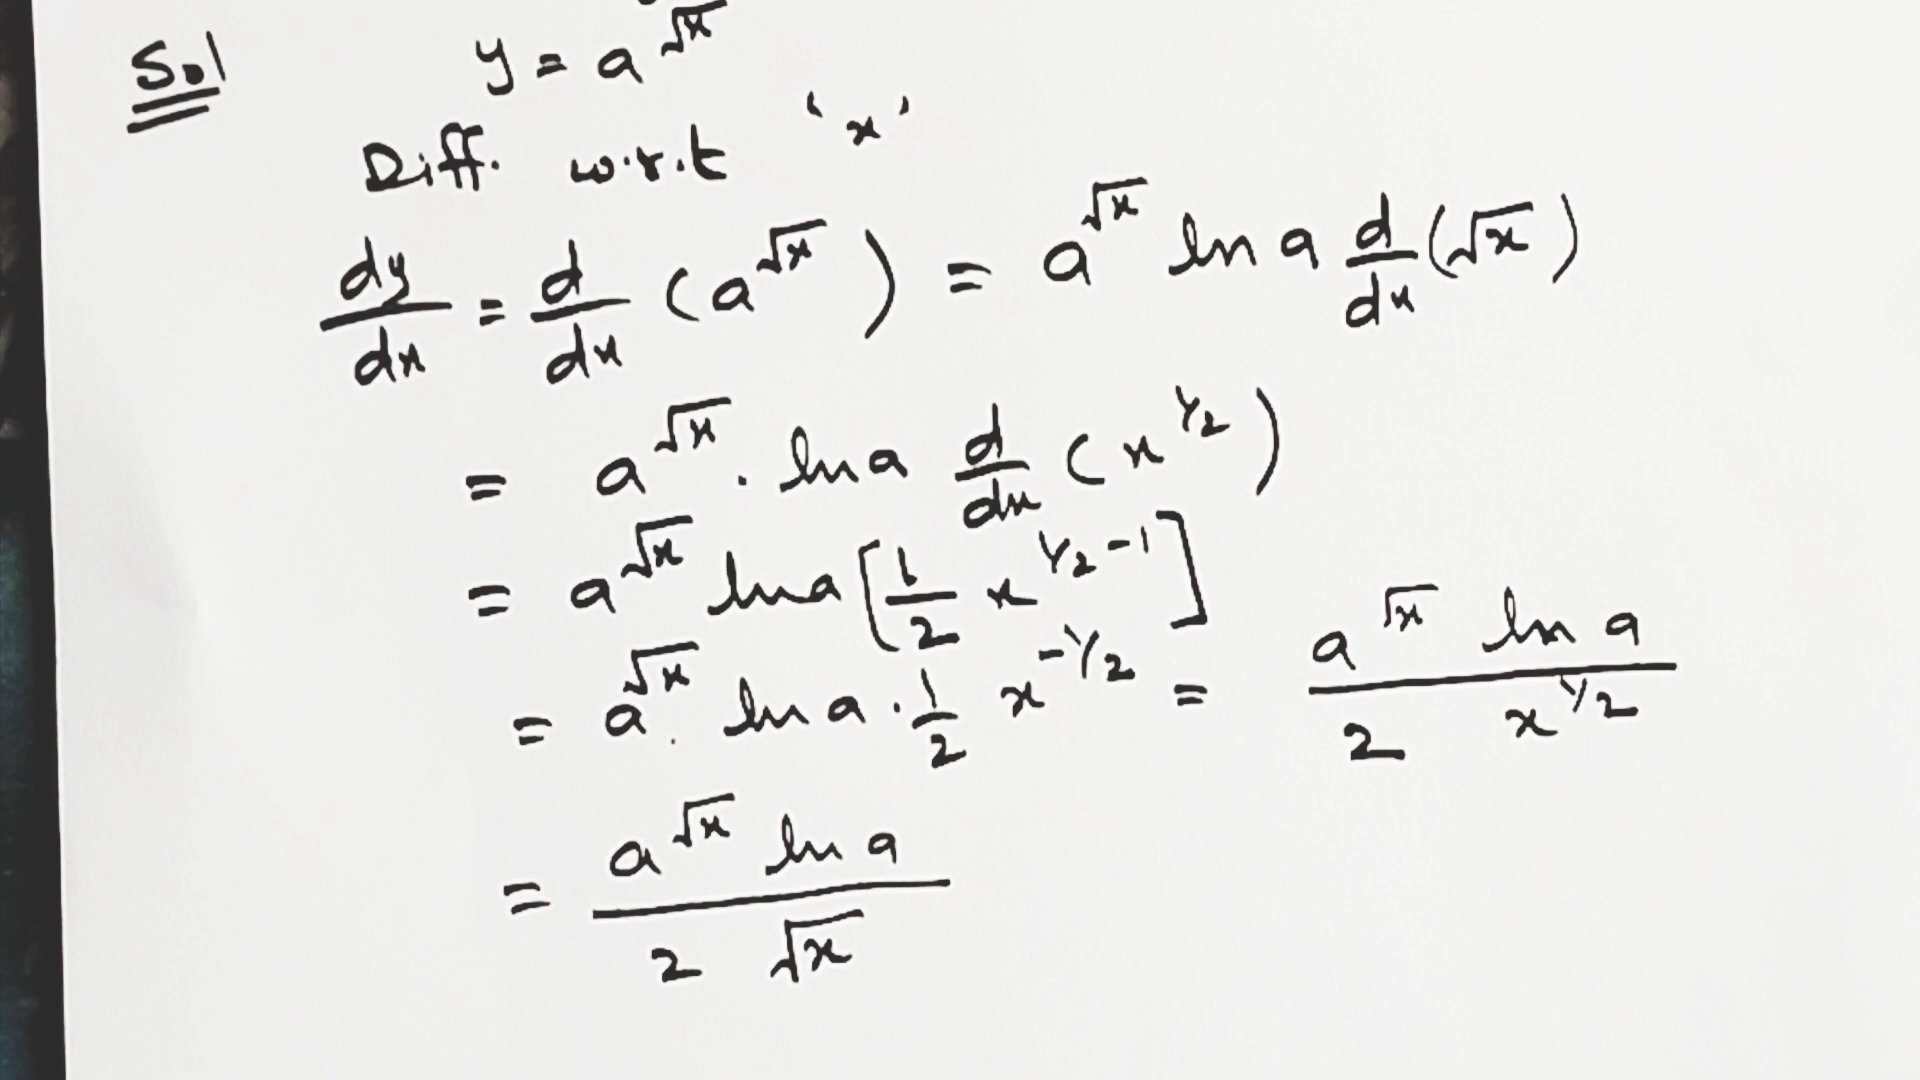 Sol y = a^√x
Diff. w.r.t 'x'
dy/dx = d/dx (a^√x) = a^√x ln a d/dx (√x)
= a^√x . ln a d/dx (x^1/2)
= a^√x ln a [1/2 x^1/2-1]
= a^√x . ln a . 1/2 x^-1/2 = a^√x ln a / 2 x^1/2
= a^√x ln a / 2 √x